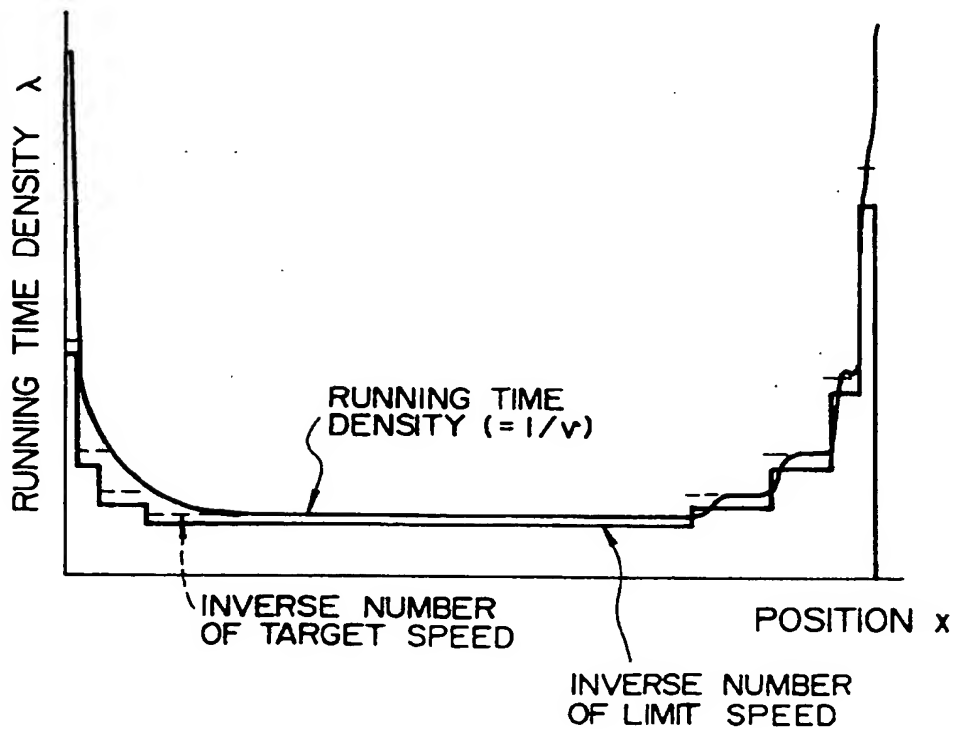 RUNNING TIME DENSITY λ
RUNNING TIME
DENSITY (= 1/v)
INVERSE NUMBER
OF TARGET SPEED
POSITION x
INVERSE NUMBER
OF LIMIT SPEED